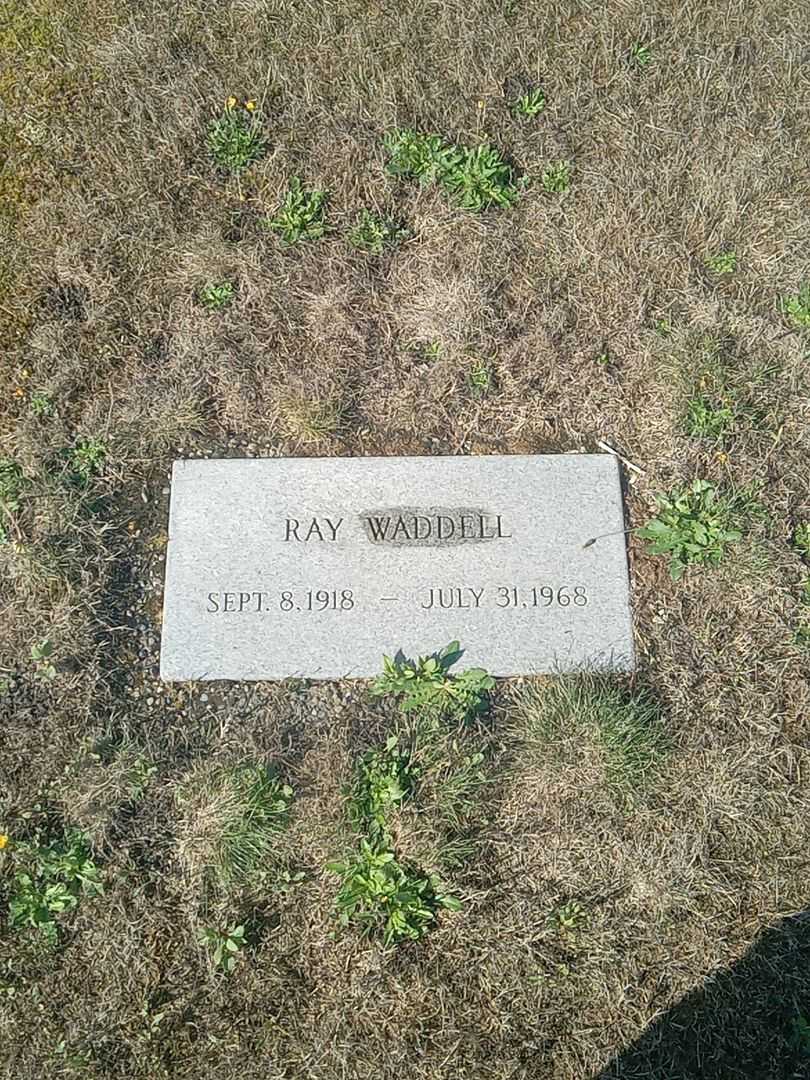 RAY WADDELL
SEPT. 8, 1918 — JULY 31, 1968